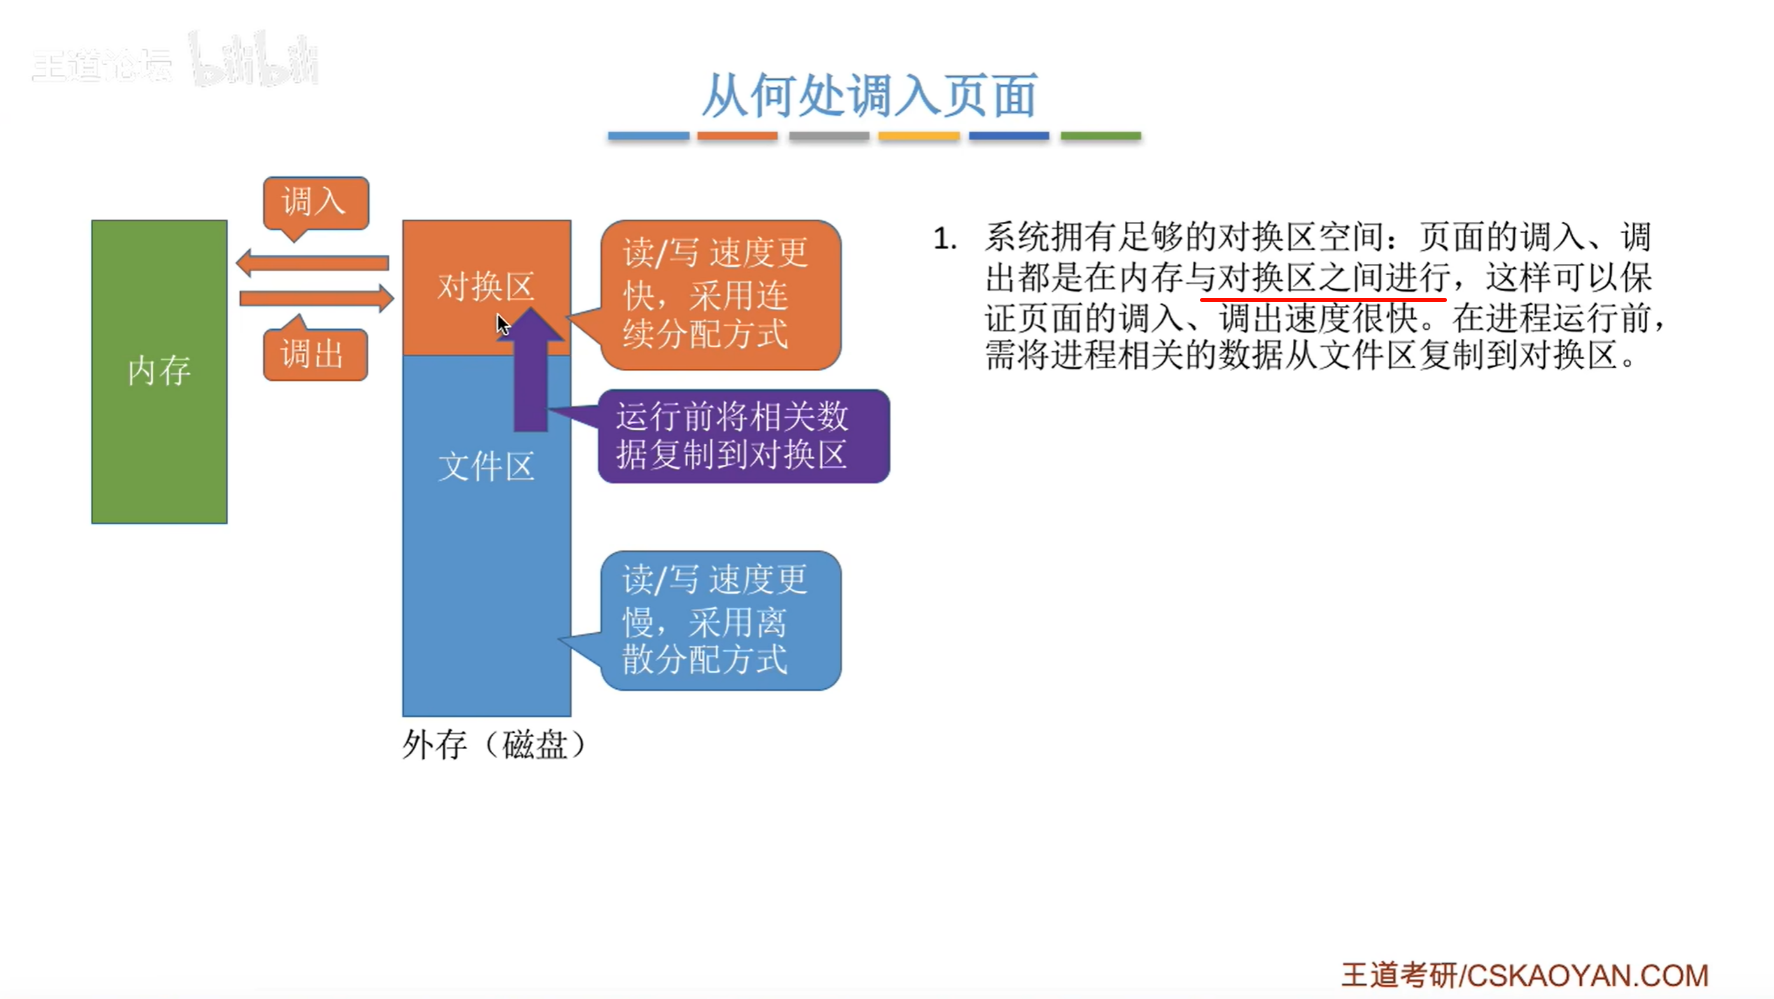 王道论坛 bilibili
从何处调入页面
调入
调出
内存
对换区
文件区
外存（磁盘）
读/写 速度更
快，采用连
续分配方式
运行前将相关数
据复制到对换区
读/写 速度更
慢，采用离
散分配方式
1. 系统拥有足够的对换区空间：页面的调入、调
出都是在内存与对换区之间进行，这样可以保
证页面的调入、调出速度很快。在进程运行前，
需将进程相关的数据从文件区复制到对换区。
王道考研/CSKAOYAN.COM